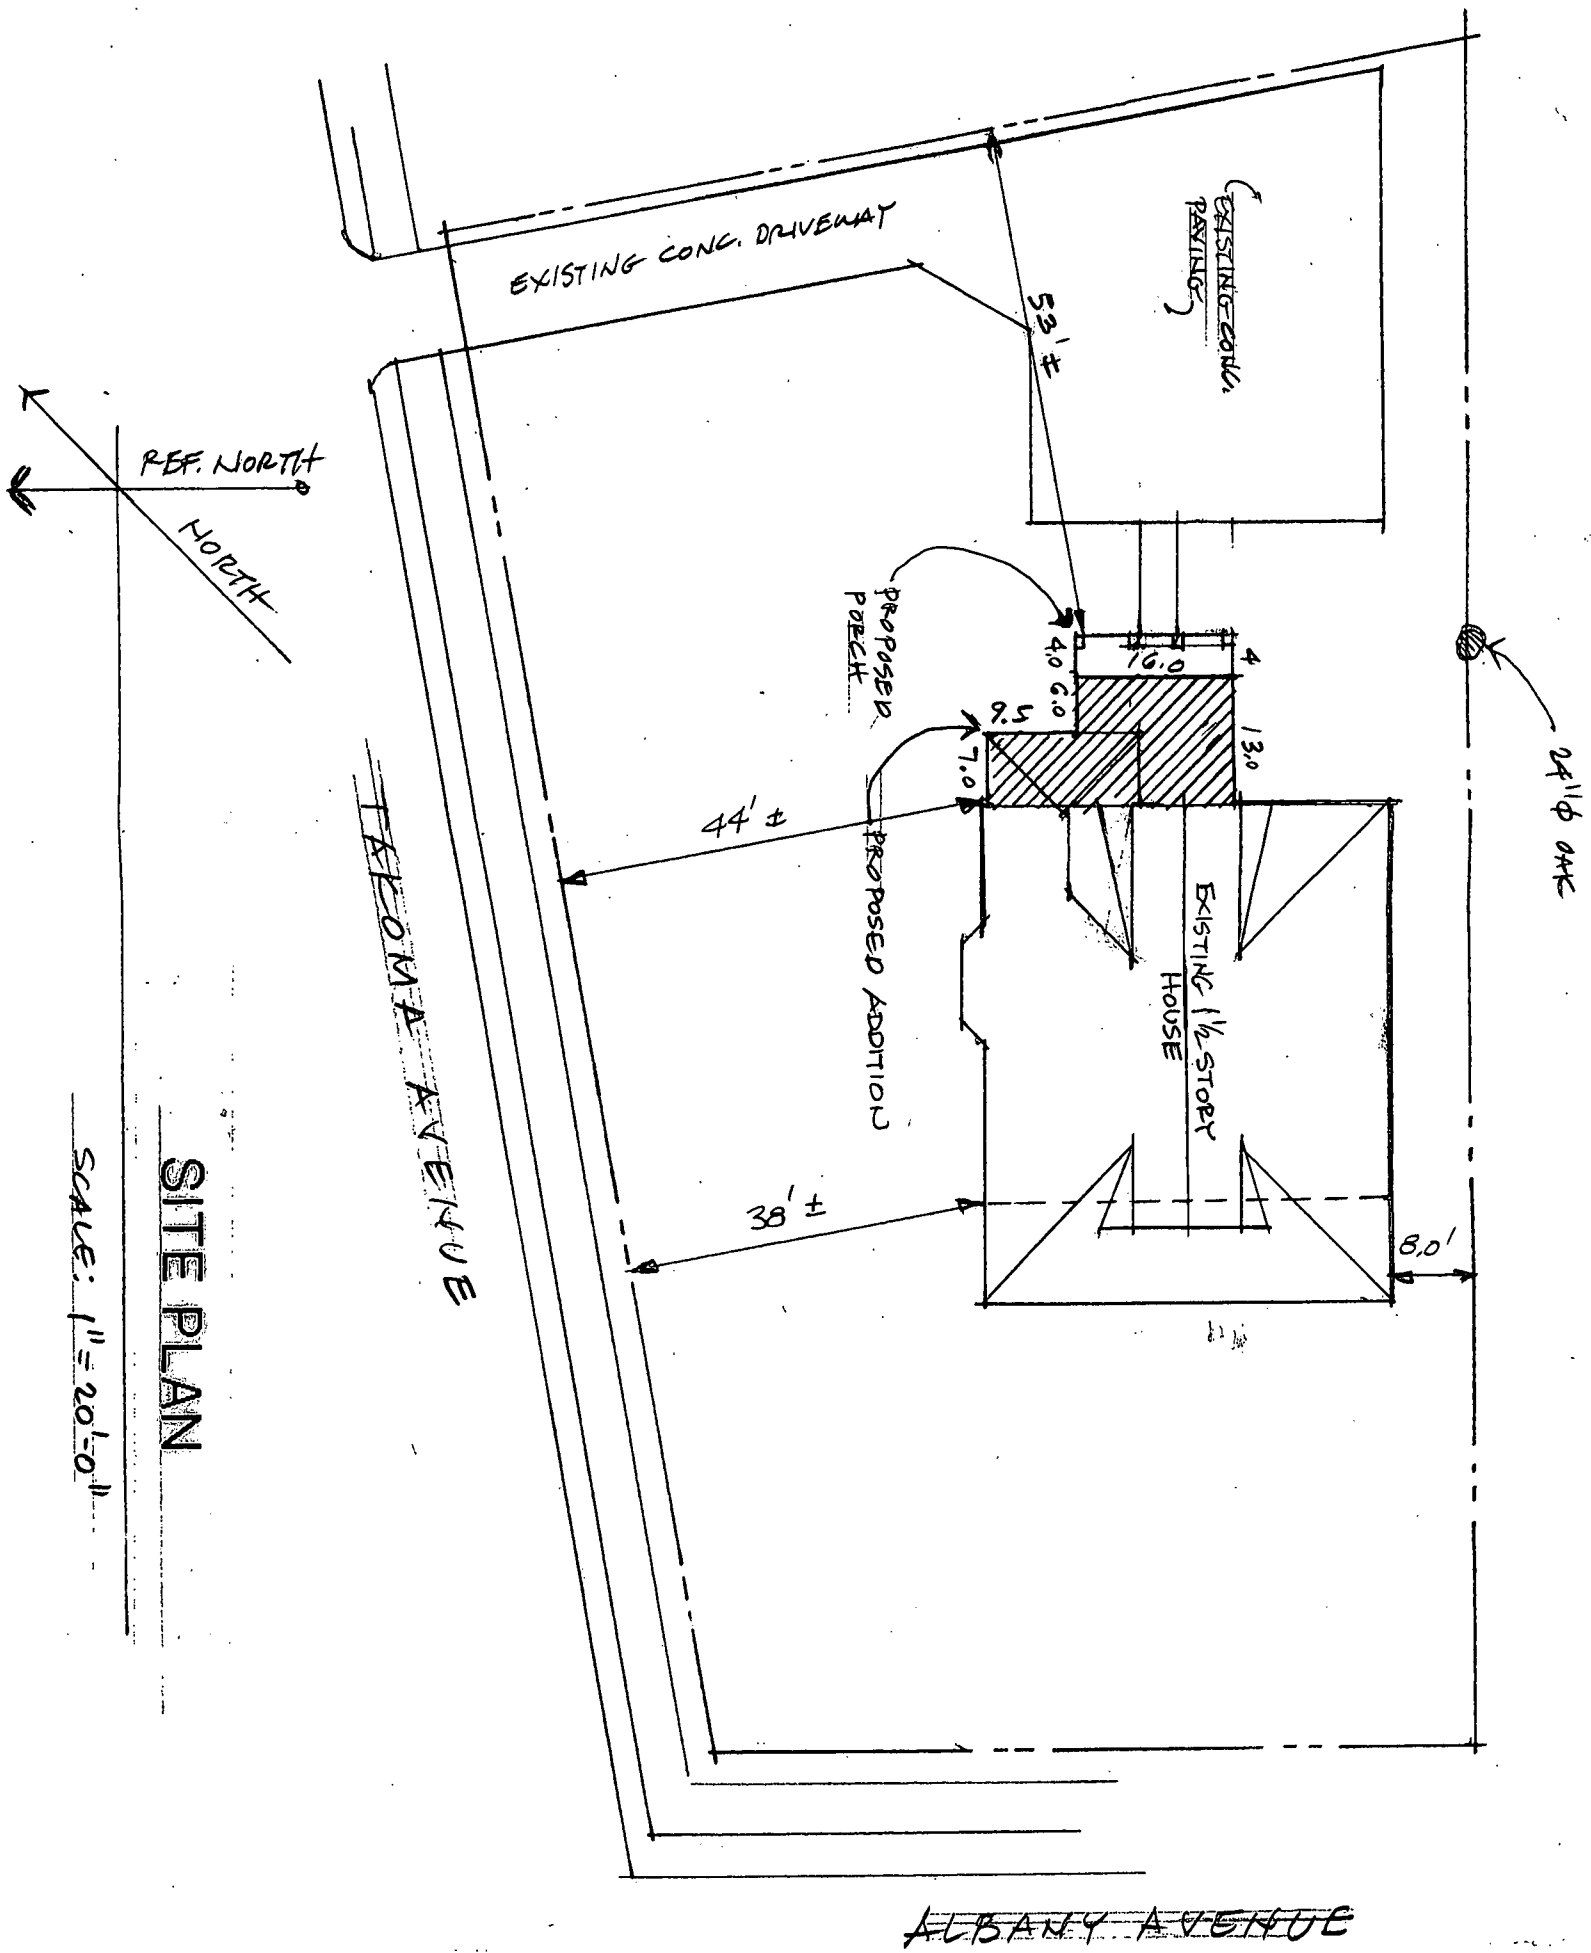 EXISTING CONC. DRIVEWAY
(EXISTING CONC.
PAVING)
53' ±
REF. NORTH
NORTH
PROPOSED
PORCH
4.0
16.0
4
6.0
9.5
7.0
13.0
24"φ OAK
44' ±
PROPOSED ADDITION
EXISTING 1½ STORY
HOUSE
TAKOMA AVENUE
38' ±
8.0'
SITE PLAN
SCALE: 1" = 20'-0"
ALBANY AVENUE